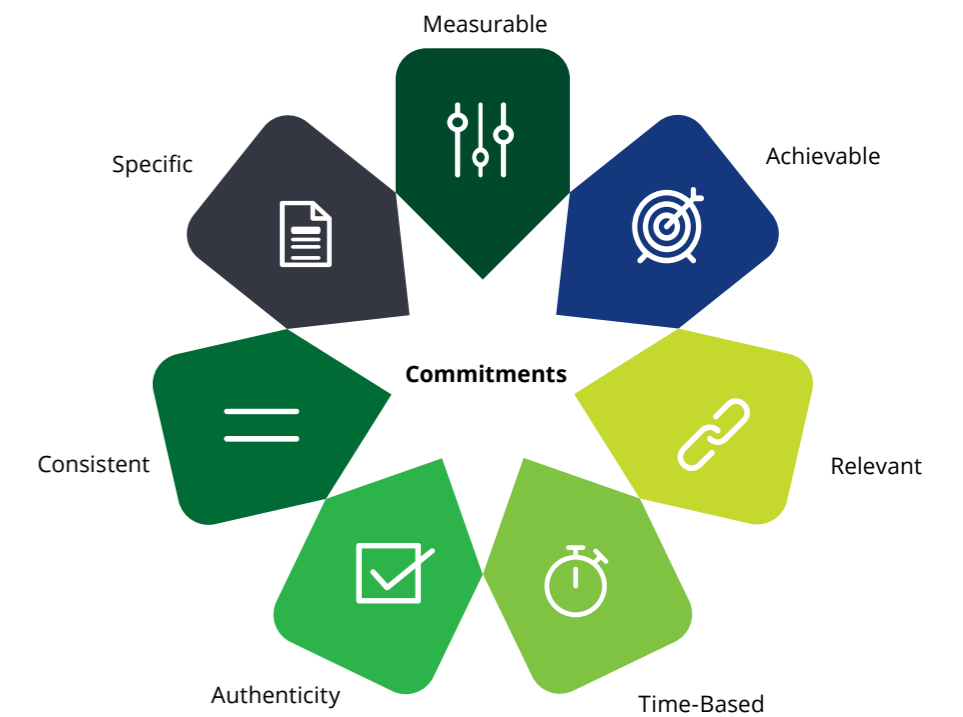 Measurable
Specific
Achievable
Commitments
Consistent
Relevant
Authenticity
Time-Based